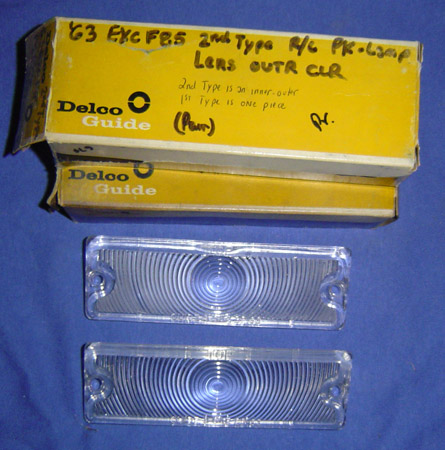 '63 EXC F85 2nd Type R/L PK-Lamp
Lens OUTR CLR
2nd Type is an inner-outer
1st Type is one piece
Delco
Guide
(Pair)
Pr.
Delco
Guide